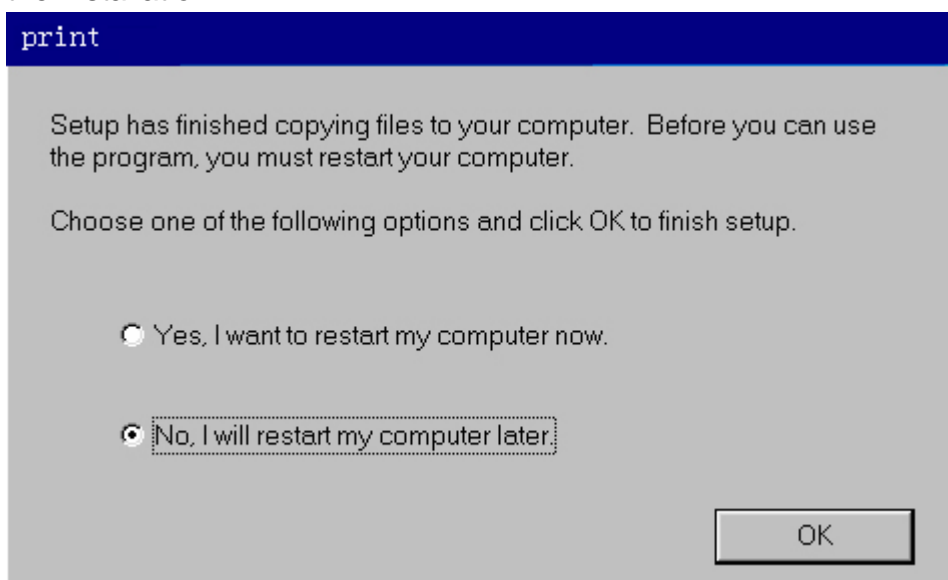 print
Setup has finished copying files to your computer.  Before you can use
the program, you must restart your computer.
Choose one of the following options and click OK to finish setup.
Yes, I want to restart my computer now.
No, I will restart my computer later.
OK